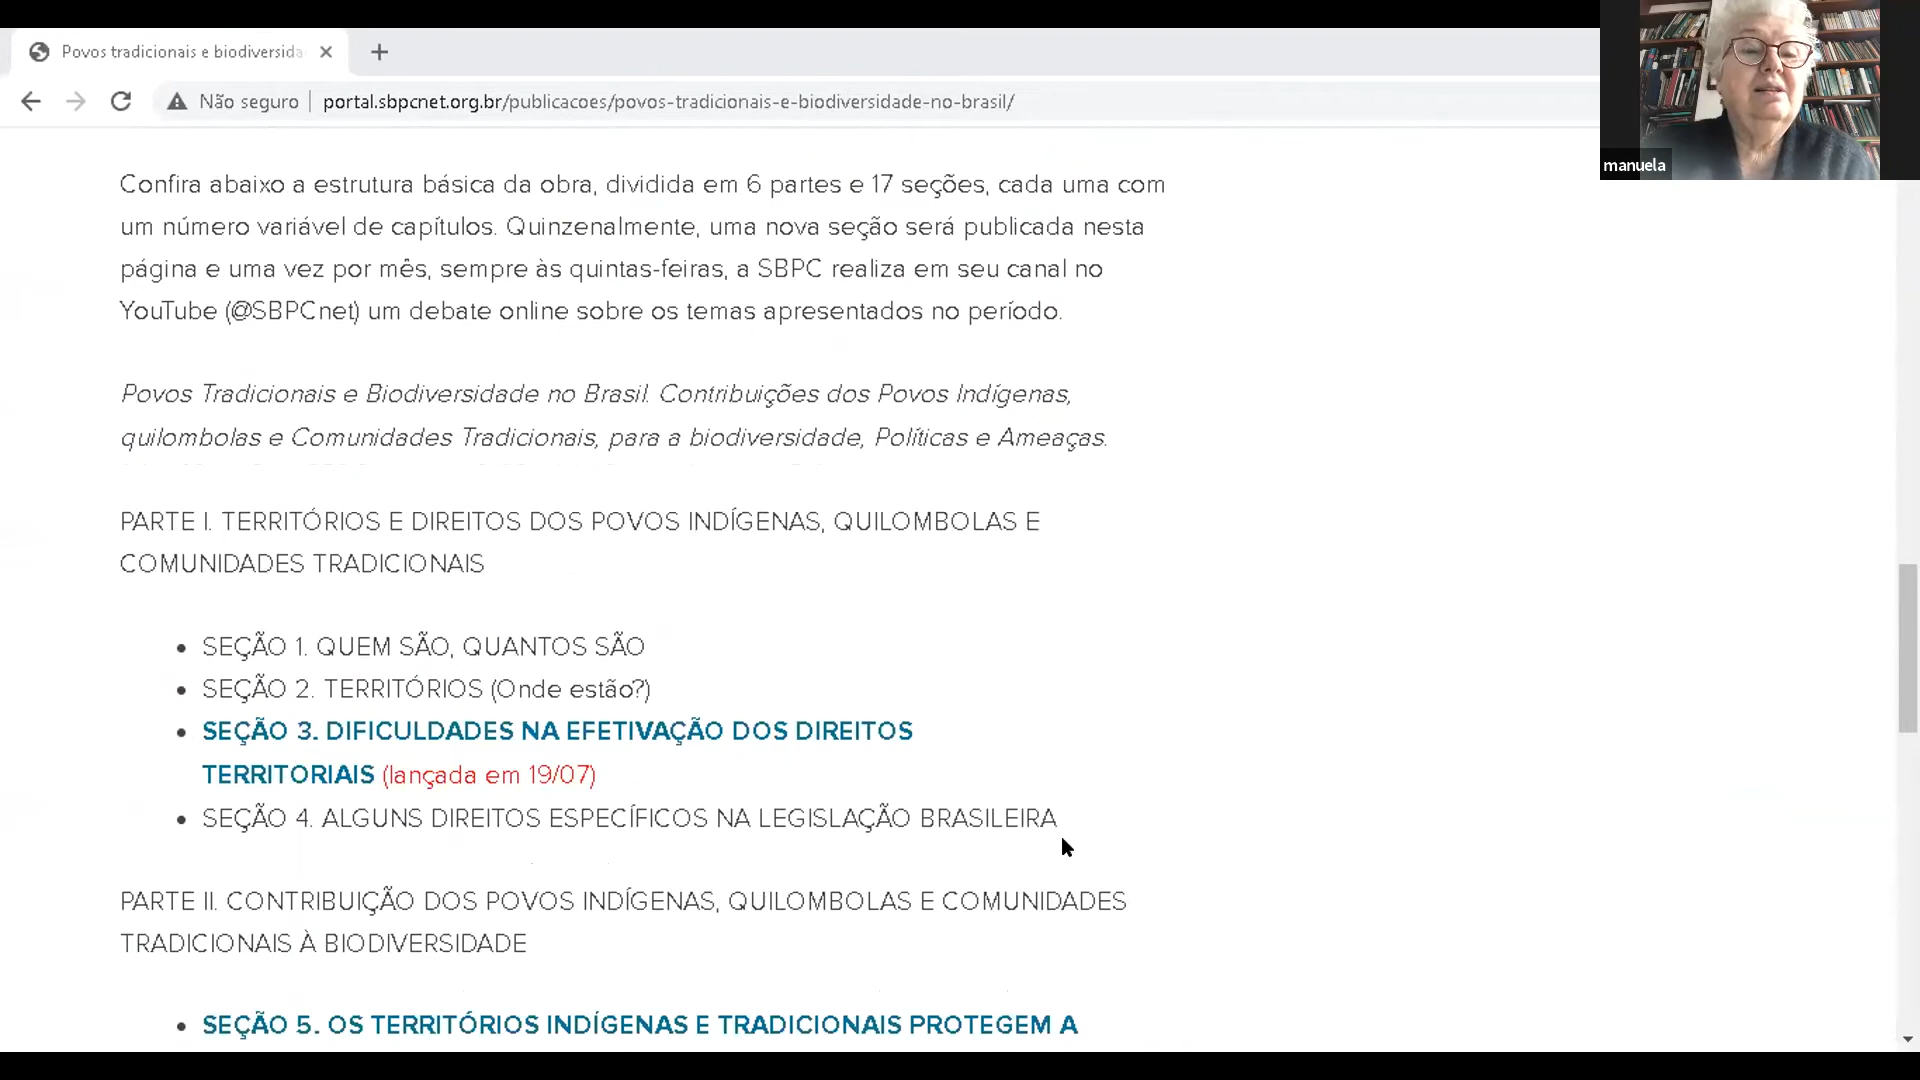 Povos tradicionais e biodiversida
Não seguro
portal.sbpcnet.org.br/publicacoes/povos-tradicionais-e-biodiversidade-no-brasil/
manuela
Confira abaixo a estrutura básica da obra, dividida em 6 partes e 17 seções, cada uma com
um número variável de capítulos. Quinzenalmente, uma nova seção será publicada nesta
página e uma vez por mês, sempre às quintas-feiras, a SBPC realiza em seu canal no
YouTube (@SBPCnet) um debate online sobre os temas apresentados no período.
Povos Tradicionais e Biodiversidade no Brasil. Contribuições dos Povos Indígenas,
quilombolas e Comunidades Tradicionais, para a biodiversidade, Políticas e Ameaças.
PARTE I. TERRITÓRIOS E DIREITOS DOS POVOS INDÍGENAS, QUILOMBOLAS E
COMUNIDADES TRADICIONAIS
SEÇÃO 1. QUEM SÃO, QUANTOS SÃO
SEÇÃO 2. TERRITÓRIOS (Onde estão?)
SEÇÃO 3. DIFICULDADES NA EFETIVAÇÃO DOS DIREITOS
TERRITORIAIS (lançada em 19/07)
SEÇÃO 4. ALGUNS DIREITOS ESPECÍFICOS NA LEGISLAÇÃO BRASILEIRA
PARTE II. CONTRIBUIÇÃO DOS POVOS INDÍGENAS, QUILOMBOLAS E COMUNIDADES
TRADICIONAIS À BIODIVERSIDADE
SEÇÃO 5. OS TERRITÓRIOS INDÍGENAS E TRADICIONAIS PROTEGEM A